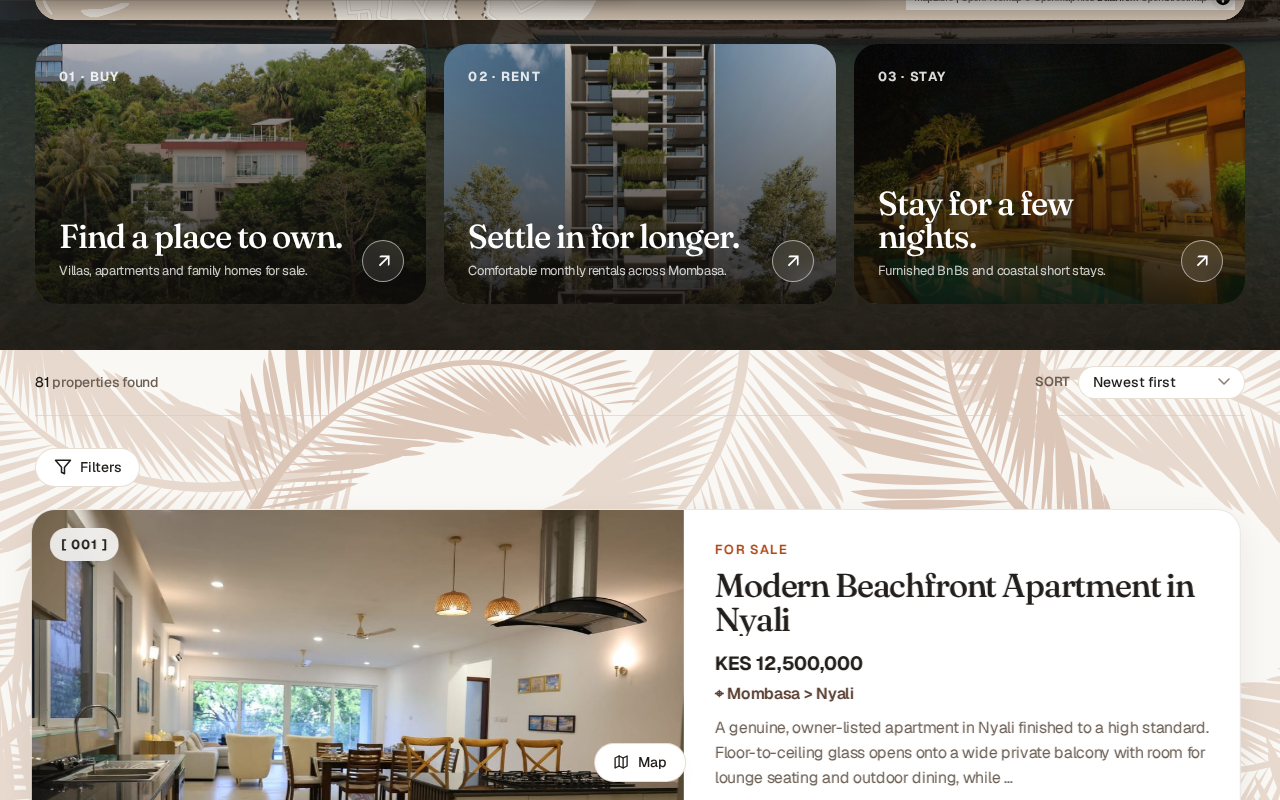 01 · BUY
Find a place to own.
Villas, apartments and family homes for sale.
02 · RENT
Settle in for longer.
Comfortable monthly rentals across Mombasa.
03 · STAY
Stay for a few
nights.
Furnished BnBs and coastal short stays.
81 properties found
SORT
Newest first
Filters
[ 001 ]
Map
FOR SALE
Modern Beachfront Apartment in
Nyali
KES 12,500,000
⌖ Mombasa > Nyali
A genuine, owner-listed apartment in Nyali finished to a high standard.
Floor-to-ceiling glass opens onto a wide private balcony with room for
lounge seating and outdoor dining, while ...